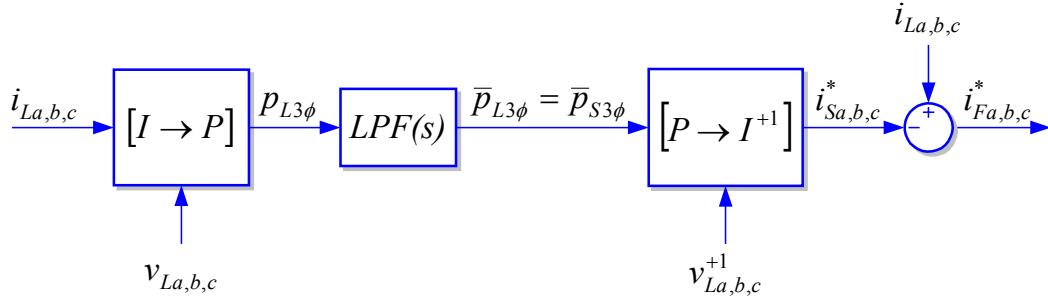 i_{La,b,c}
i_{La,b,c} [I → P] p_{L3ϕ} LPF(s) p̅_{L3ϕ} = p̅_{S3ϕ} [P → I^{+1}] i^*_{Sa,b,c} − + i^*_{Fa,b,c}
v_{La,b,c} v^{+1}_{La,b,c}